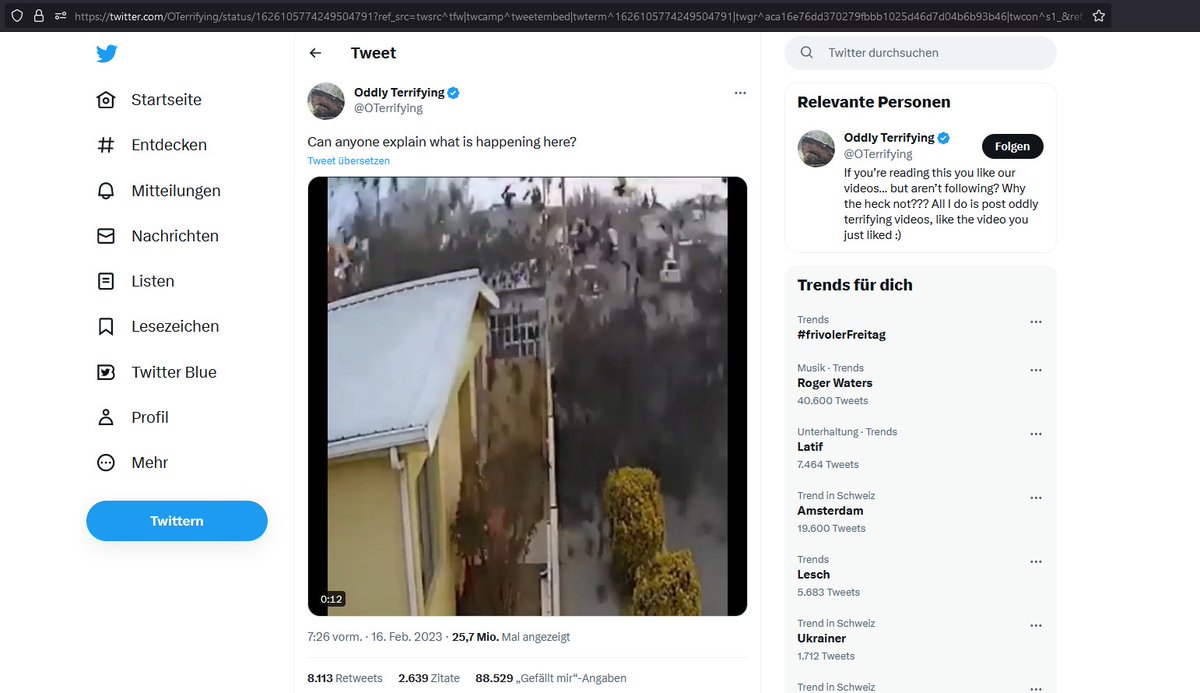 https://twitter.com/OTerrifying/status/1626105774249504791?ref_src=twsrc^tfw|twcamp^tweetembed|twterm^1626105774249504791|twgr^aca16e76dd370279fbbb1025d46d7d04b6b93b46|twcon^s1_&ref
Startseite
Entdecken
Mitteilungen
Nachrichten
Listen
Lesezeichen
Twitter Blue
Profil
Mehr
Twittern
Tweet
Oddly Terrifying
@OTerrifying
Can anyone explain what is happening here?
Tweet übersetzen
0:12
7:26 vorm. · 16. Feb. 2023 · 25,7 Mio. Mal angezeigt
8.113 Retweets 2.639 Zitate 88.529 „Gefällt mir“-Angaben
Twitter durchsuchen
Relevante Personen
Oddly Terrifying
@OTerrifying
Folgen
If you’re reading this you like our
videos... but aren’t following? Why
the heck not??? All I do is post oddly
terrifying videos, like the video you
just liked :)
Trends für dich
Trends
#frivolerFreitag
Musik · Trends
Roger Waters
40.600 Tweets
Unterhaltung · Trends
Latif
7.464 Tweets
Trend in Schweiz
Amsterdam
19.600 Tweets
Trends
Lesch
5.683 Tweets
Trend in Schweiz
Ukrainer
1.712 Tweets
Trend in Schweiz